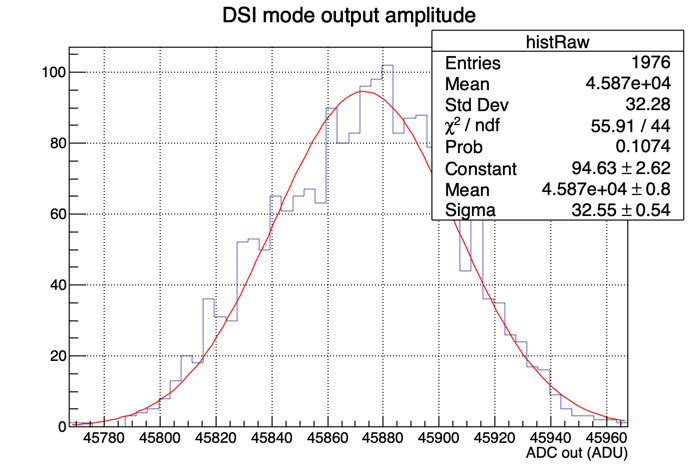 DSI mode output amplitude
histRaw
Entries 1976
Mean 4.587e+04
Std Dev 32.28
χ² / ndf 55.91 / 44
Prob 0.1074
Constant 94.63 ± 2.62
Mean 4.587e+04 ± 0.8
Sigma 32.55 ± 0.54
100
80
60
40
20
0
45780 45800 45820 45840 45860 45880 45900 45920 45940 45960
ADC out (ADU)